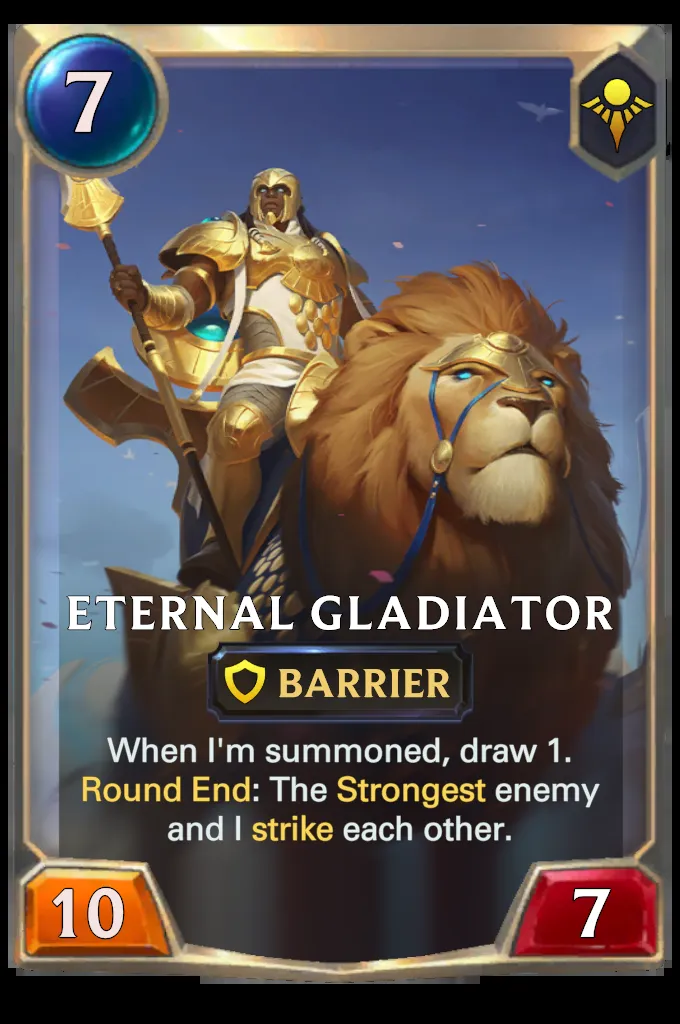 7
ETERNAL GLADIATOR
BARRIER
When I'm summoned, draw 1.
Round End: The Strongest enemy
and I strike each other.
10
7